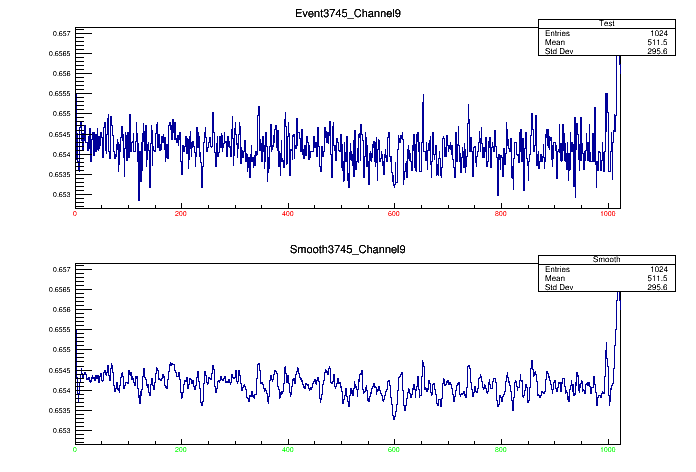 Event3745_Channel9
Test
Entries 1024
Mean 511.5
Std Dev 295.6
0.657
0.6565
0.656
0.6555
0.655
0.6545
0.654
0.6535
0.653
0 200 400 600 800 1000
Smooth3745_Channel9
Smooth
Entries 1024
Mean 511.5
Std Dev 295.6
0.657
0.6565
0.656
0.6555
0.655
0.6545
0.654
0.6535
0.653
0 200 400 600 800 1000